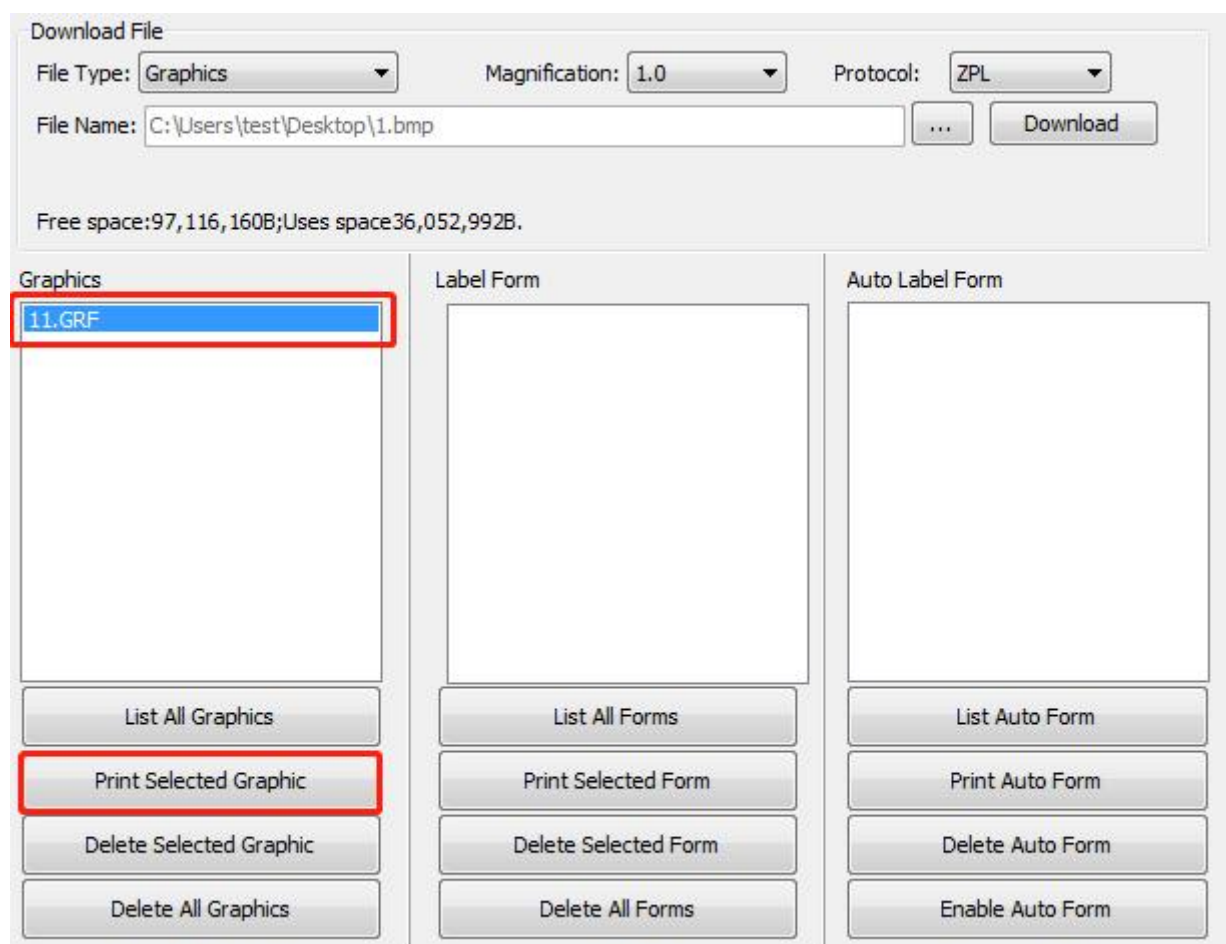 Download File
File Type: Graphics Magnification: 1.0 Protocol: ZPL
File Name: C:\Users\test\Desktop\1.bmp ... Download
Free space:97,116,160B;Uses space36,052,992B.
Graphics Label Form Auto Label Form
11.GRF
List All Graphics List All Forms List Auto Form
Print Selected Graphic Print Selected Form Print Auto Form
Delete Selected Graphic Delete Selected Form Delete Auto Form
Delete All Graphics Delete All Forms Enable Auto Form